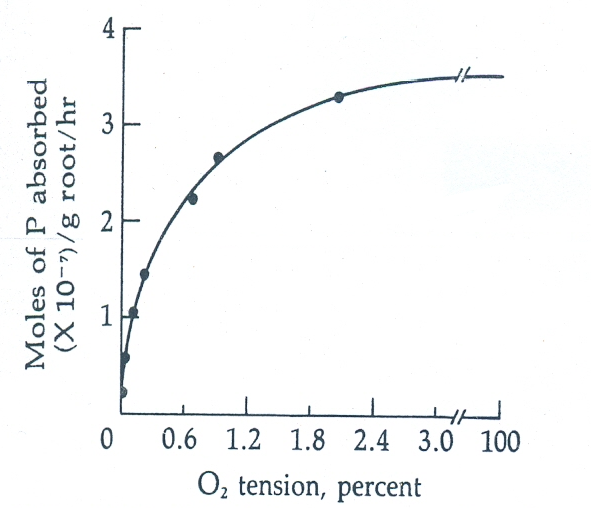 Moles of P absorbed
(X 10⁻⁷)/g root/hr
4
3
2
1
0 0.6 1.2 1.8 2.4 3.0 100
O₂ tension, percent